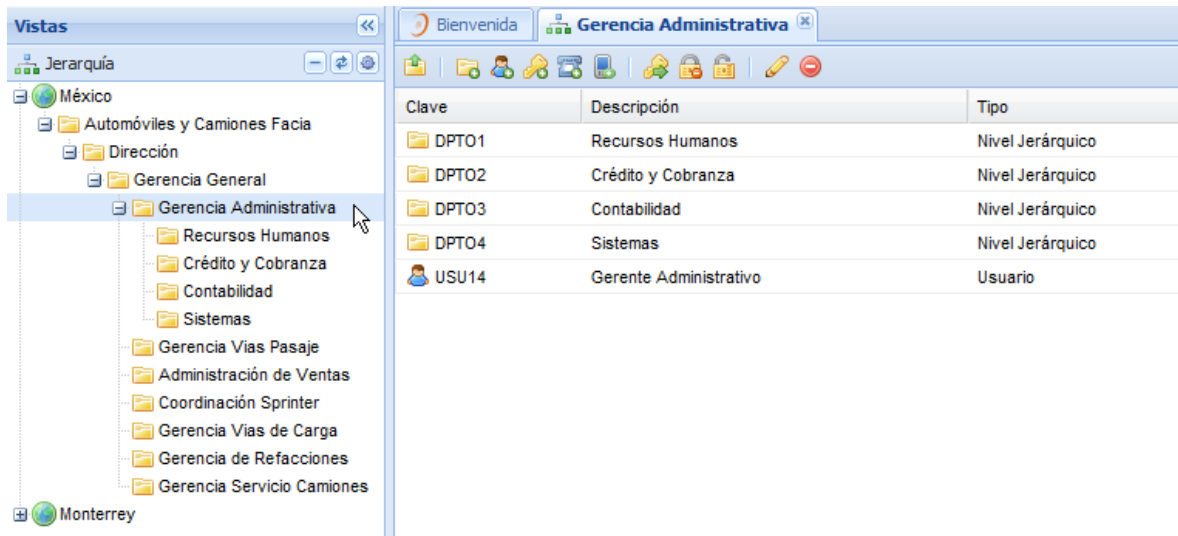 Vistas
Jerarquía
México
Automóviles y Camiones Facia
Dirección
Gerencia General
Gerencia Administrativa
Recursos Humanos
Crédito y Cobranza
Contabilidad
Sistemas
Gerencia Vias Pasaje
Administración de Ventas
Coordinación Sprinter
Gerencia Vias de Carga
Gerencia de Refacciones
Gerencia Servicio Camiones
Monterrey
Bienvenida Gerencia Administrativa
Clave Descripción Tipo
DPTO1 Recursos Humanos Nivel Jerárquico
DPTO2 Crédito y Cobranza Nivel Jerárquico
DPTO3 Contabilidad Nivel Jerárquico
DPTO4 Sistemas Nivel Jerárquico
USU14 Gerente Administrativo Usuario